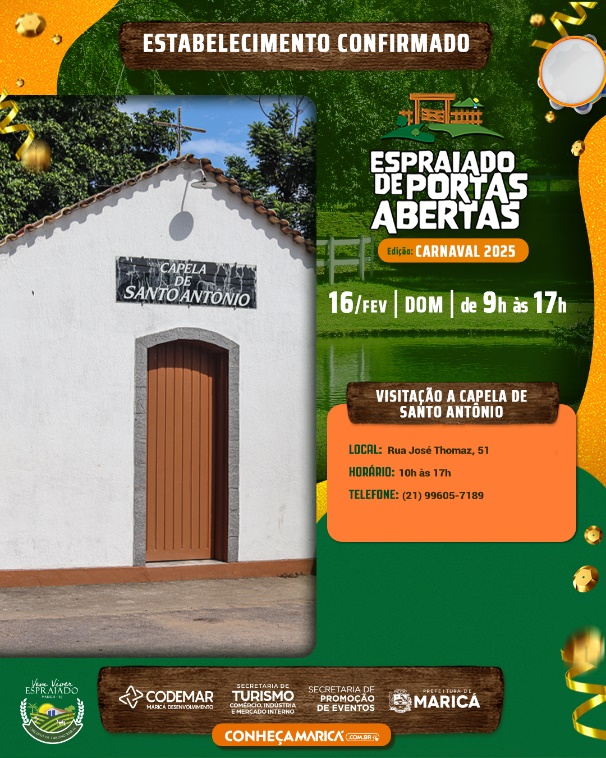 ESTABELECIMENTO CONFIRMADO
ESPRAIADO
DE PORTAS
ABERTAS
Edição: CARNAVAL 2025
16/FEV | DOM | de 9h às 17h
CAPELA
DE
SANTO ANTÔNIO
VISITAÇÃO A CAPELA DE
SANTO ANTÔNIO
LOCAL: Rua José Thomaz, 51
HORÁRIO: 10h às 17h
TELEFONE: (21) 99605-7189
Vem Viver
ESPRAIADO
CODEMAR
MARICÁ DESENVOLVIMENTO
SECRETARIA DE
TURISMO
COMÉRCIO, INDÚSTRIA
E MERCADO INTERNO
SECRETARIA DE
PROMOÇÃO
DE EVENTOS
PREFEITURA DE
MARICÁ
CONHEÇAMARICÁ.COM.BR